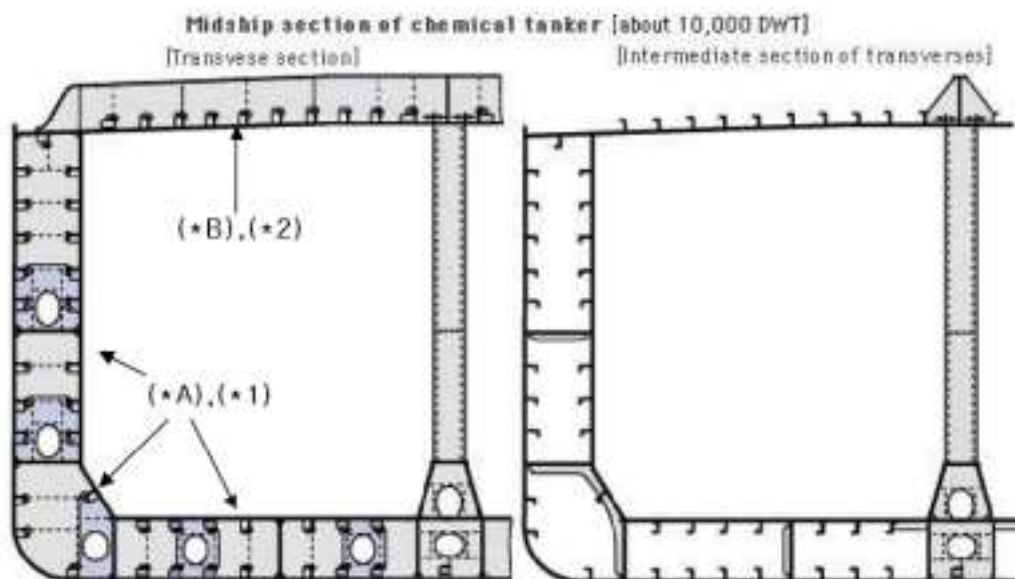 Midship section of chemical tanker [about 10,000 DWT]
[Transvese section]
[Intermediate section of transverses]
(*B),(*2)
(*A),(*1)